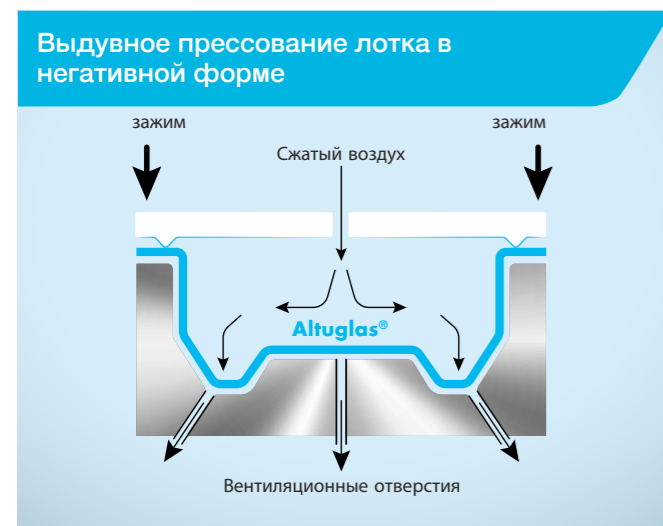 Выдувное прессование лотка в
негативной форме
зажим
зажим
Сжатый воздух
Altuglas®
Вентиляционные отверстия